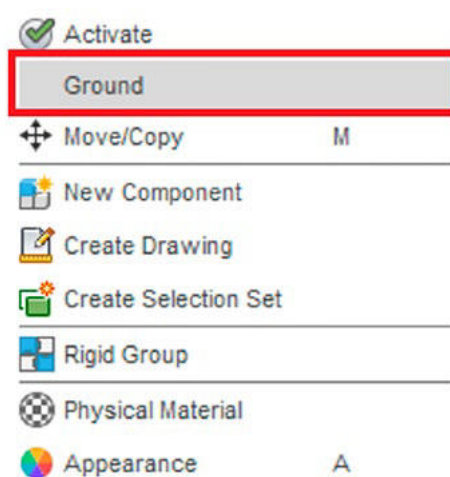 Activate
Ground
Move/Copy M
New Component
Create Drawing
Create Selection Set
Rigid Group
Physical Material
Appearance A